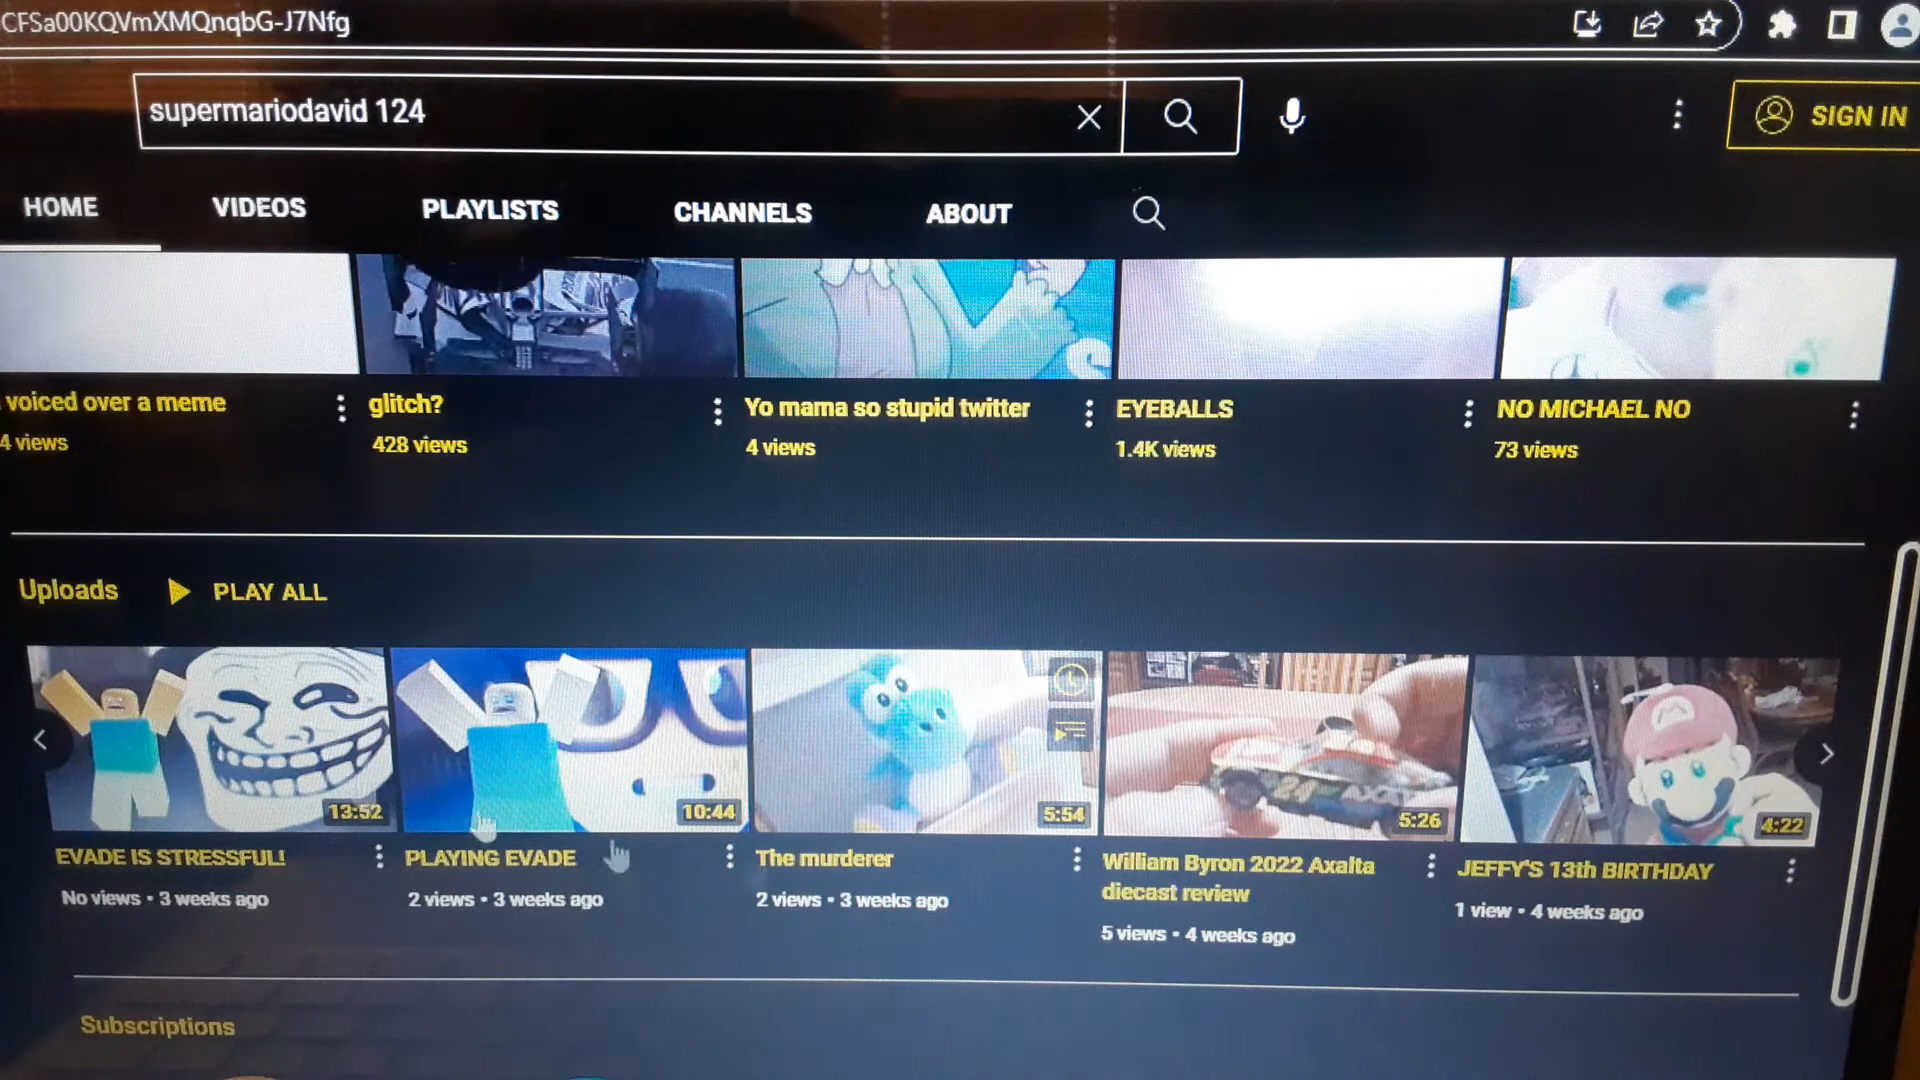 CFSa00KQVmXMQnqbG-J7Nfg
supermariodavid 124
SIGN IN
HOME VIDEOS PLAYLISTS CHANNELS ABOUT
voiced over a meme
4 views
glitch?
428 views
Yo mama so stupid twitter
4 views
EYEBALLS
1.4K views
NO MICHAEL NO
73 views
Uploads PLAY ALL
13:52
EVADE IS STRESSFUL!
No views • 3 weeks ago
10:44
PLAYING EVADE
2 views • 3 weeks ago
5:54
The murderer
2 views • 3 weeks ago
24 AXALTA
5:26
William Byron 2022 Axalta
diecast review
5 views • 4 weeks ago
M
4:22
JEFFY'S 13th BIRTHDAY
1 view • 4 weeks ago
Subscriptions